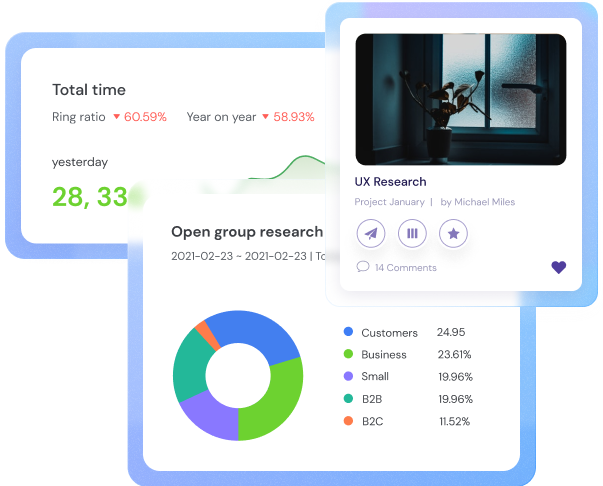 Total time
Ring ratio 60.59% Year on year 58.93%
yesterday
28, 33
Open group research
2021-02-23 ~ 2021-02-23 |
UX Research
Project January | by Michael Miles
14 Comments
Customers 24.95
Business 23.61%
Small 19.96%
B2B 19.96%
B2C 11.52%